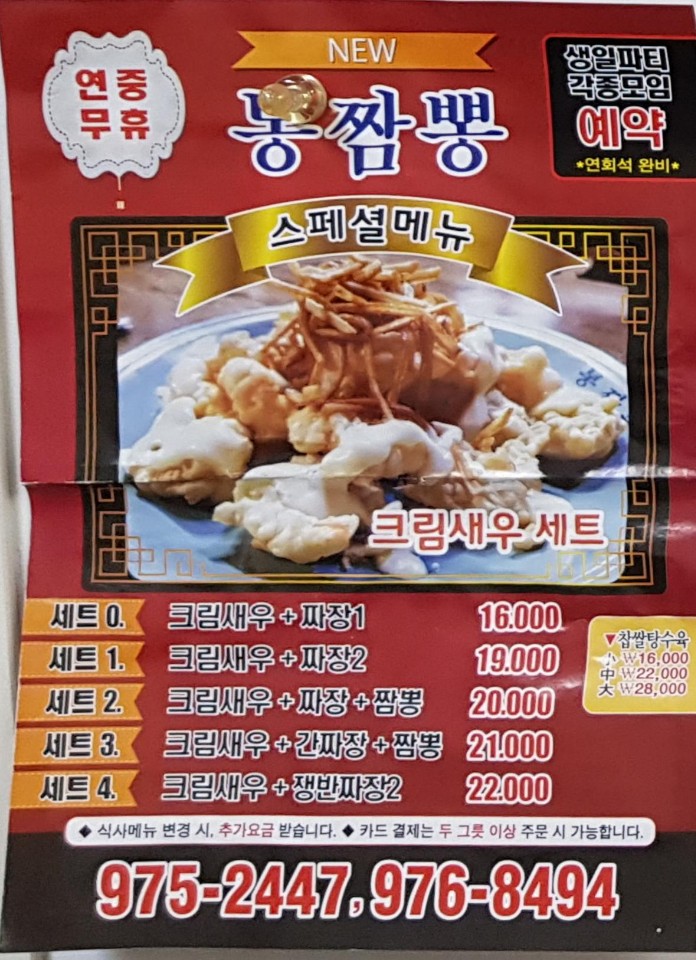 연중
무휴
NEW
짬뽕
생일파티
각종모임
예약
*연회석 완비*
스페셜메뉴
크림새우 세트
세트 0. 크림새우 + 짜장1 16.000
세트 1. 크림새우 + 짜장2 19.000
세트 2. 크림새우 + 짜장 + 짬뽕 20.000
세트 3. 크림새우 + 간짜장 + 짬뽕 21.000
세트 4. 크림새우 + 쟁반짜장2 22.000
▼찹쌀탕수육
小 ₩16,000
中 ₩22,000
大 ₩28,000
◆ 식사메뉴 변경 시, 추가요금 받습니다. ◆ 카드 결제는 두 그릇 이상 주문 시 가능합니다.
975-2447, 976-8494